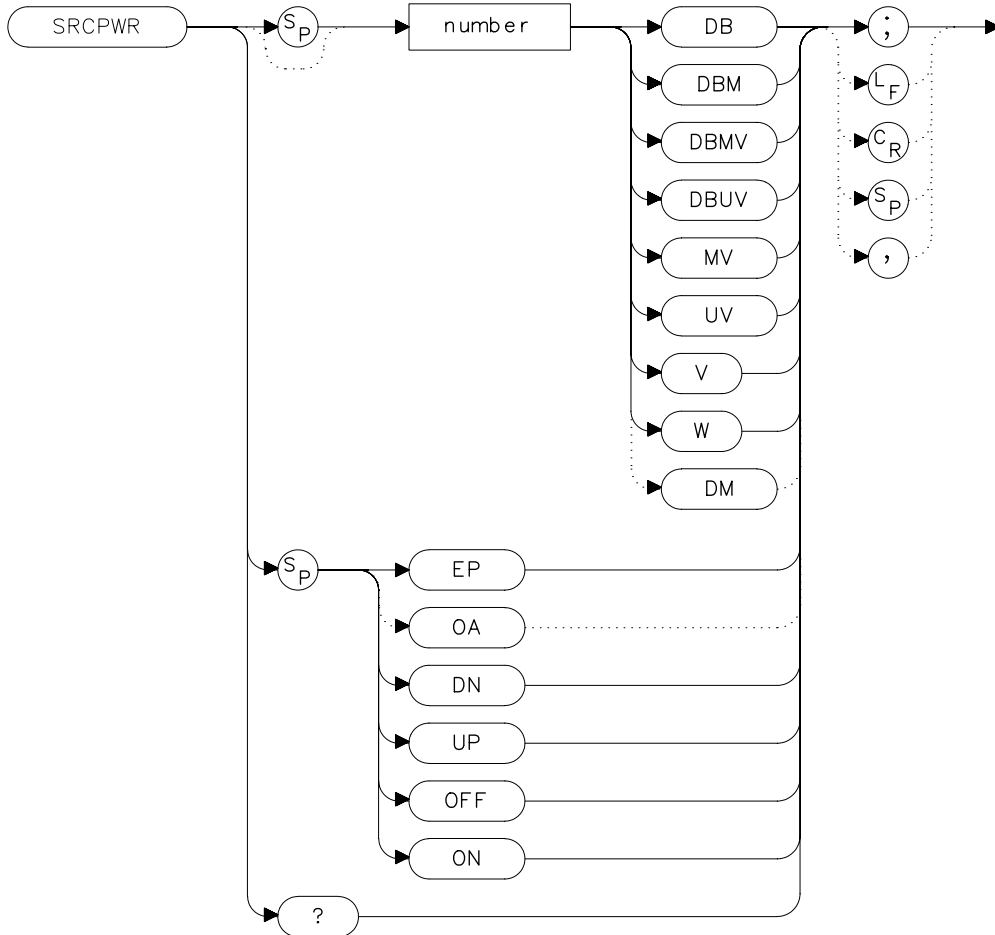 SRCPWR SP number DB ;
DBM LF
DBMV CR
DBUV SP
MV ,
UV
V
W
DM
SP EP
OA
DN
UP
OFF
ON
?